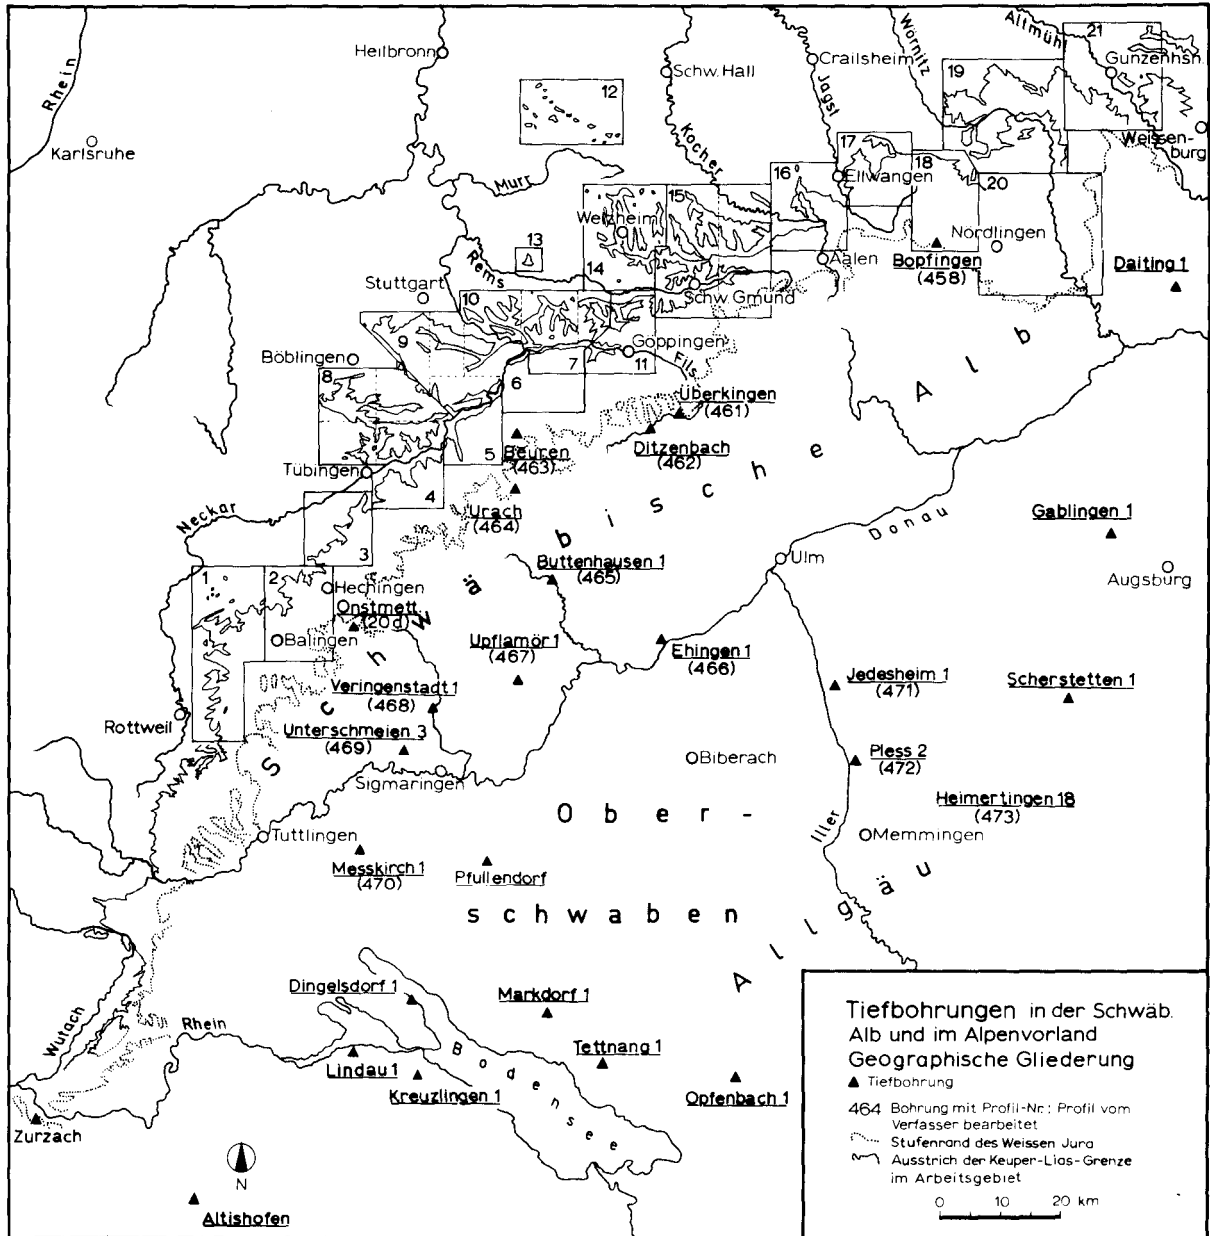 Rhein
Heilbronn
Karlsruhe
12
Schw. Hall
Crailsheim
Wörnitz
Altmühl
21
Gunzenhsn.
19
Jagst
Kocher
Weissen-
burg
Murr
17
Ellwangen
18
16
20
15
Welzheim
Nördlingen
13
Rems
14
Aalen
Bopfingen
(458)
Daiting 1
Stuttgart
10
Schw. Gmünd
9
Göppingen
Fils
Böblingen
7
11
8
6
Überkingen
(461)
Ditzenbach
(462)
Beuren
(463)
5
Tübingen
4
Urach
(464)
Neckar
3
Donau
Gablingen 1
Augsburg
Ulm
Buttenhausen 1
(465)
1
2
Hechingen
Onstmett.
(20d)
Balingen
Upflamör 1
(467)
Ehingen 1
(466)
Jedesheim 1
(471)
Scherstetten 1
Veringenstadt 1
(468)
Rottweil
Unterschmeien 3
(469)
Sigmaringen
Biberach
Pless 2
(472)
Heimertingen 18
(473)
Schwäbische Alb
Tuttlingen
Ober-
schwaben
Iller
Memmingen
Messkirch 1
(470)
Pfullendorf
Allgäu
Dingelsdorf 1
Markdorf 1
Wutach
Rhein
Bodensee
Tettnang 1
Lindau 1
Kreuzlingen 1
Opfenbach 1
Zurzach
N
Altishofen
Tiefbohrungen in der Schwäb.
Alb und im Alpenvorland
Geographische Gliederung
Tiefbohrung
464 Bohrung mit Profil-Nr.: Profil vom
Verfasser bearbeitet
Stufenrand des Weissen Jura
Ausstrich der Keuper-Lias-Grenze
im Arbeitsgebiet
0 10 20 km